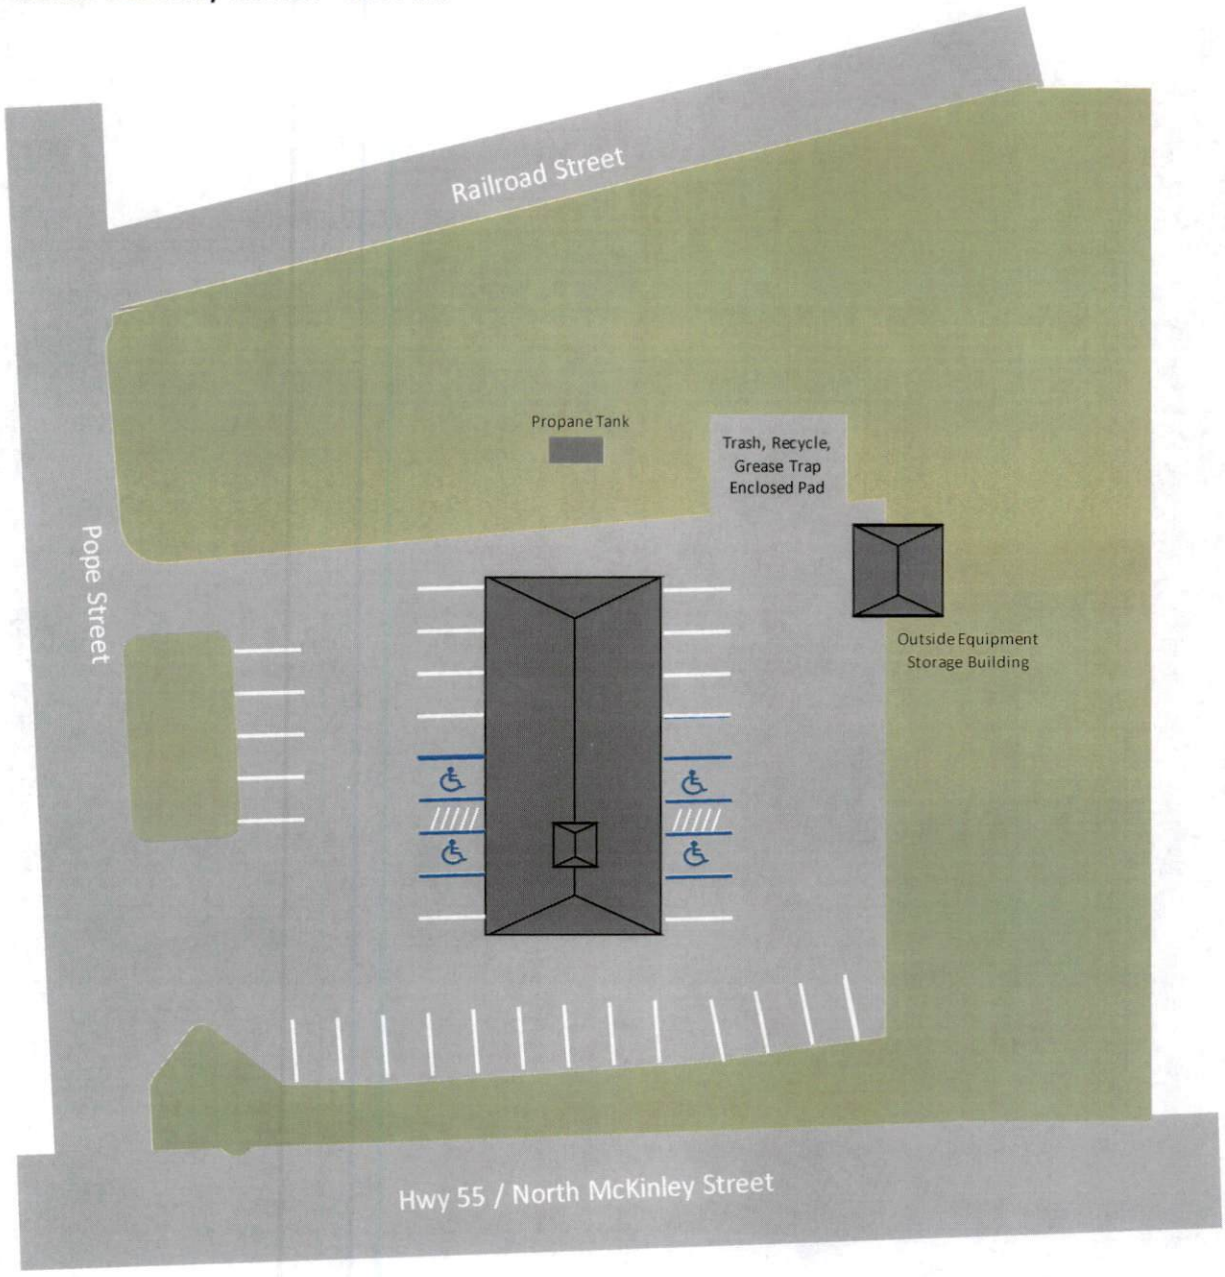 Railroad Street
Propane Tank
Trash, Recycle,
Grease Trap
Enclosed Pad
Pope Street
Outside Equipment
Storage Building
Hwy 55 / North McKinley Street